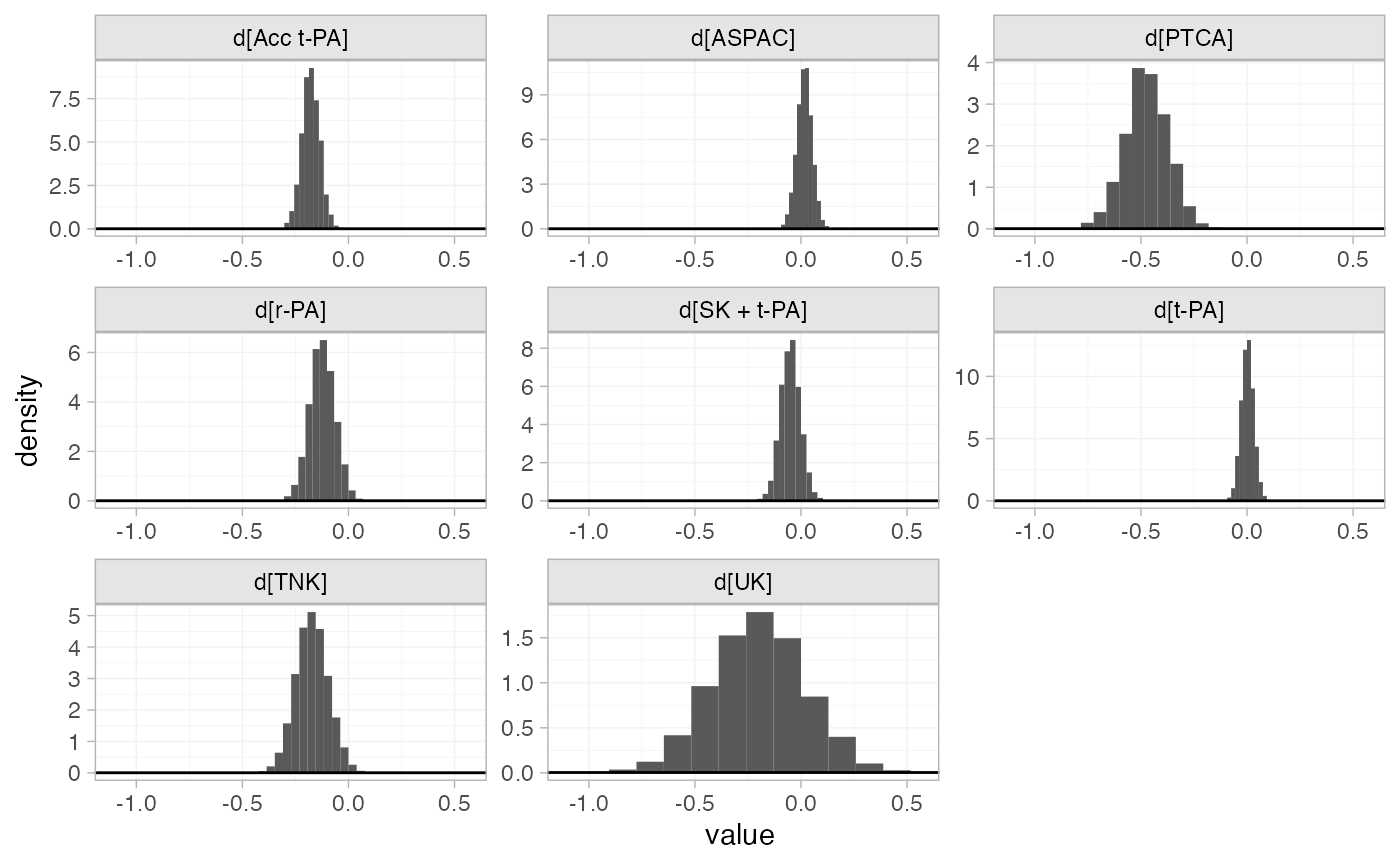 d[Acc t-PA] d[ASPAC] d[PTCA]
7.5 5.0 2.5 0.0
9 6 3 0
4 3 2 1 0
-1.0 -0.5 0.0 0.5 -1.0 -0.5 0.0 0.5 -1.0 -0.5 0.0 0.5
d[r-PA] d[SK + t-PA] d[t-PA]
density
6 4 2 0
8 6 4 2 0
10 5 0
-1.0 -0.5 0.0 0.5 -1.0 -0.5 0.0 0.5 -1.0 -0.5 0.0 0.5
d[TNK] d[UK]
5 4 3 2 1 0
1.5 1.0 0.5 0.0
-1.0 -0.5 0.0 0.5 -1.0 -0.5 0.0 0.5
value